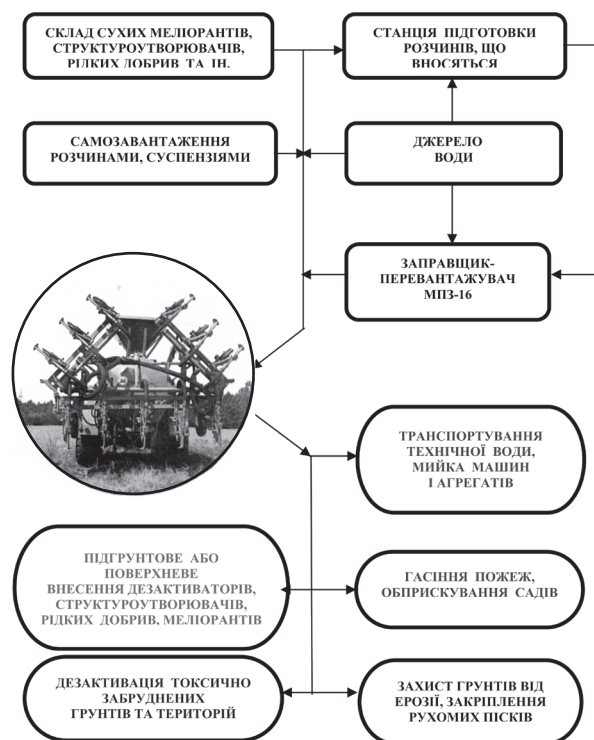 СКЛАД СУХИХ МЕЛІОРАНТІВ,
СТРУКТУРОУТВОРЮВАЧІВ,
РІДКИХ ДОБРИВ ТА ІН.
СТАНЦІЯ ПІДГОТОВКИ
РОЗЧИНІВ, ЩО
ВНОСЯТЬСЯ
САМОЗАВАНТАЖЕННЯ
РОЗЧИНАМИ, СУСПЕНЗІЯМИ
ДЖЕРЕЛО
ВОДИ
ЗАПРАВЩИК-
ПЕРЕВАНТАЖУВАЧ
МПЗ-16
ТРАНСПОРТУВАННЯ
ТЕХНІЧНОЇ ВОДИ,
МИЙКА МАШИН
І АГРЕГАТІВ
ПІДГРУНТОВЕ АБО
ПОВЕРХНЕВЕ
ВНЕСЕННЯ ДЕЗАКТИВАТОРІВ,
СТРУКТУРОУТВОРЮВАЧІВ,
РІДКИХ ДОБРИВ, МЕЛІОРАНТІВ
ГАСІННЯ ПОЖЕЖ,
ОБПРИСКУВАННЯ САДІВ
ДЕЗАКТИВАЦІЯ ТОКСИЧНО
ЗАБРУДНЕНИХ
ГРУНТІВ ТА ТЕРИТОРІЙ
ЗАХИСТ ГРУНТІВ ВІД
ЕРОЗІЇ, ЗАКРІПЛЕННЯ
РУХОМИХ ПІСКІВ